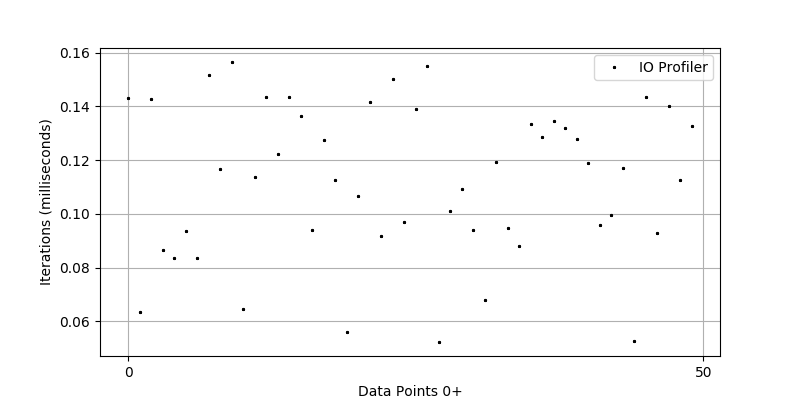 0.16
0.14
0.12
0.10
0.08
0.06
Iterations (milliseconds)
IO Profiler
0
50
Data Points 0+